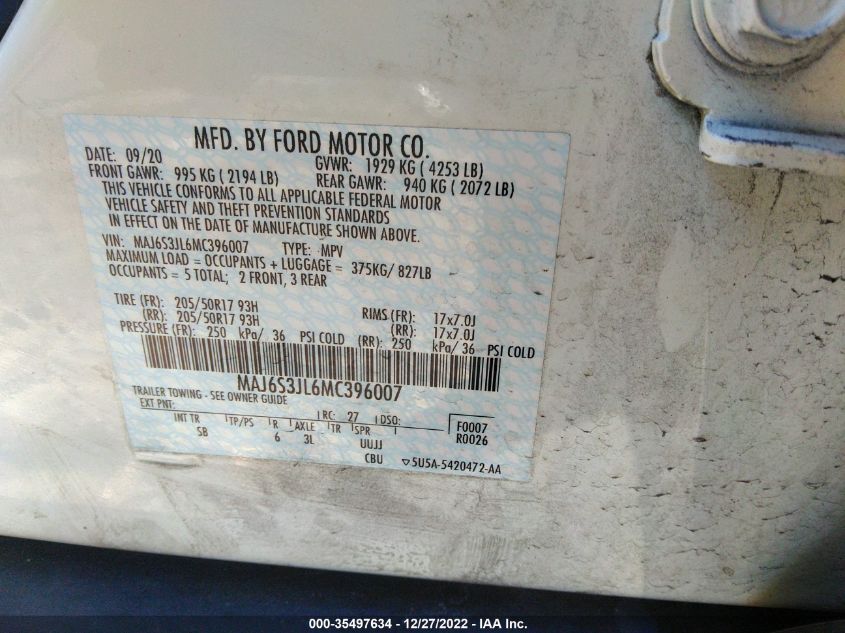 MFD. BY FORD MOTOR CO.
DATE: 09/20 GVWR: 1929 KG ( 4253 LB)
FRONT GAWR: 995 KG ( 2194 LB) REAR GAWR: 940 KG ( 2072 LB)
THIS VEHICLE CONFORMS TO ALL APPLICABLE FEDERAL MOTOR
VEHICLE SAFETY AND THEFT PREVENTION STANDARDS
IN EFFECT ON THE DATE OF MANUFACTURE SHOWN ABOVE.
VIN: MAJ6S3JL6MC396007 TYPE: MPV
MAXIMUM LOAD = OCCUPANTS + LUGGAGE = 375KG/ 827LB
OCCUPANTS = 5 TOTAL; 2 FRONT, 3 REAR
TIRE (FR): 205/50R17 93H RIMS (FR): 17x7.0J
(RR): 205/50R17 93H (RR): 17x7.0J
PRESSURE (FR): 250 kPa/ 36 PSI COLD (RR): 250 kPa/ 36 PSI COLD
MAJ6S3JL6MC396007
TRAILER TOWING - SEE OWNER GUIDE
EXT PNT: RC: 27 DSO: F0007
INT TR TP/PS R AXLE TR SPR R0026
SB 6 3L UUJJ
CBU 5U5A-5420472-AA
000-35497634 - 12/27/2022 - IAA Inc.